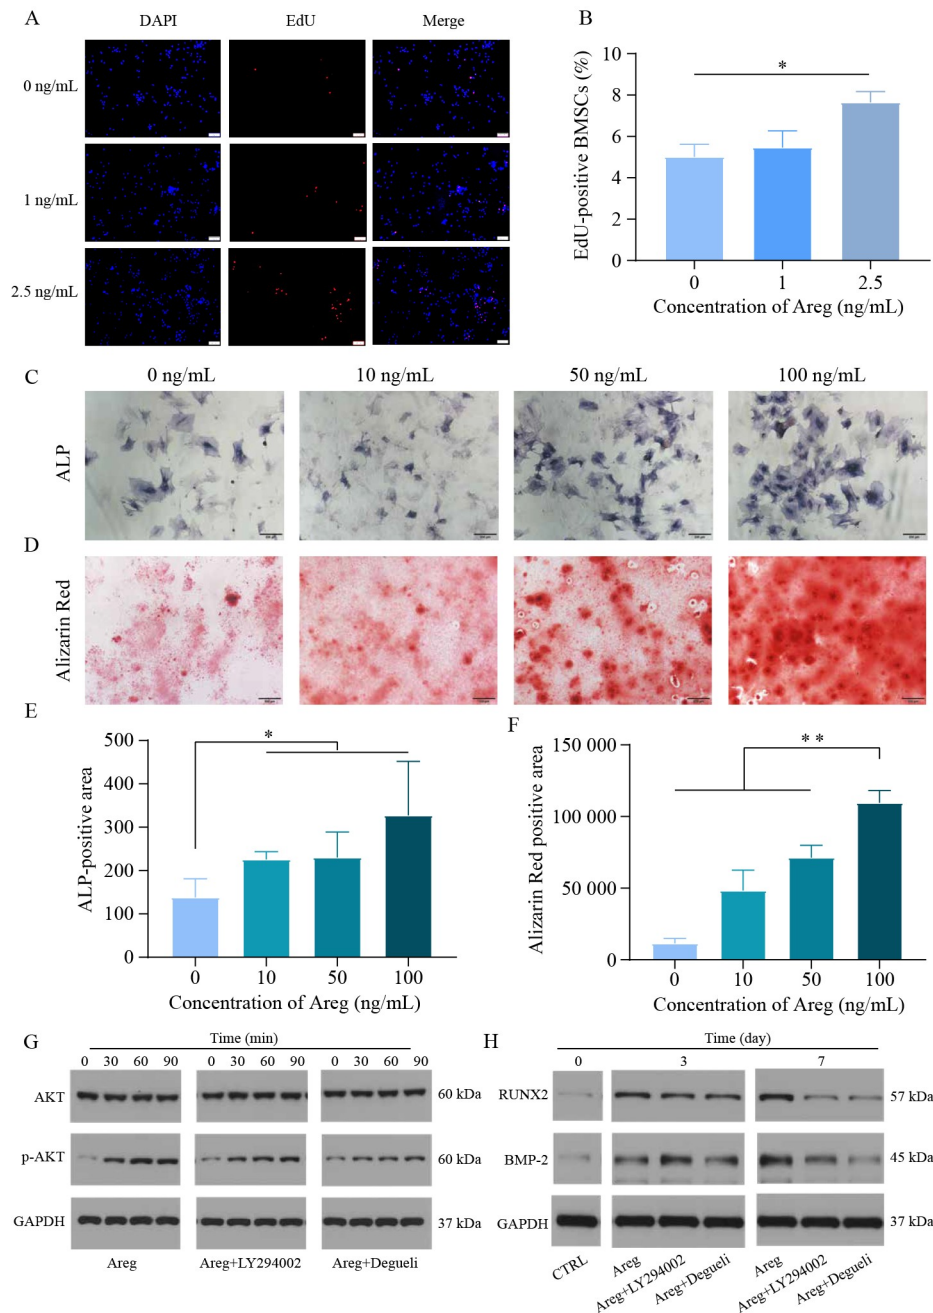 A
DAPI
EdU
Merge
0 ng/mL
1 ng/mL
2.5 ng/mL
B
EdU-positive BMSCs (%)
10
8
6
4
2
0
*
0
1
2.5
Concentration of Areg (ng/mL)
C
0 ng/mL
10 ng/mL
50 ng/mL
100 ng/mL
ALP
D
Alizarin Red
E
ALP-positive area
500
400
300
200
100
0
*
0
10
50
100
Concentration of Areg (ng/mL)
F
Alizarin Red positive area
150 000
100 000
50 000
0
* *
0
10
50
100
Concentration of Areg (ng/mL)
G
Time (min)
0 30 60 90
0 30 60 90
0 30 60 90
AKT
60 kDa
p-AKT
60 kDa
GAPDH
37 kDa
Areg
Areg+LY294002
Areg+Degueli
H
Time (day)
0
3
7
RUNX2
57 kDa
BMP-2
45 kDa
GAPDH
37 kDa
CTRL
Areg
Areg+LY294002
Areg+Degueli
Areg
Areg+LY294002
Areg+Degueli